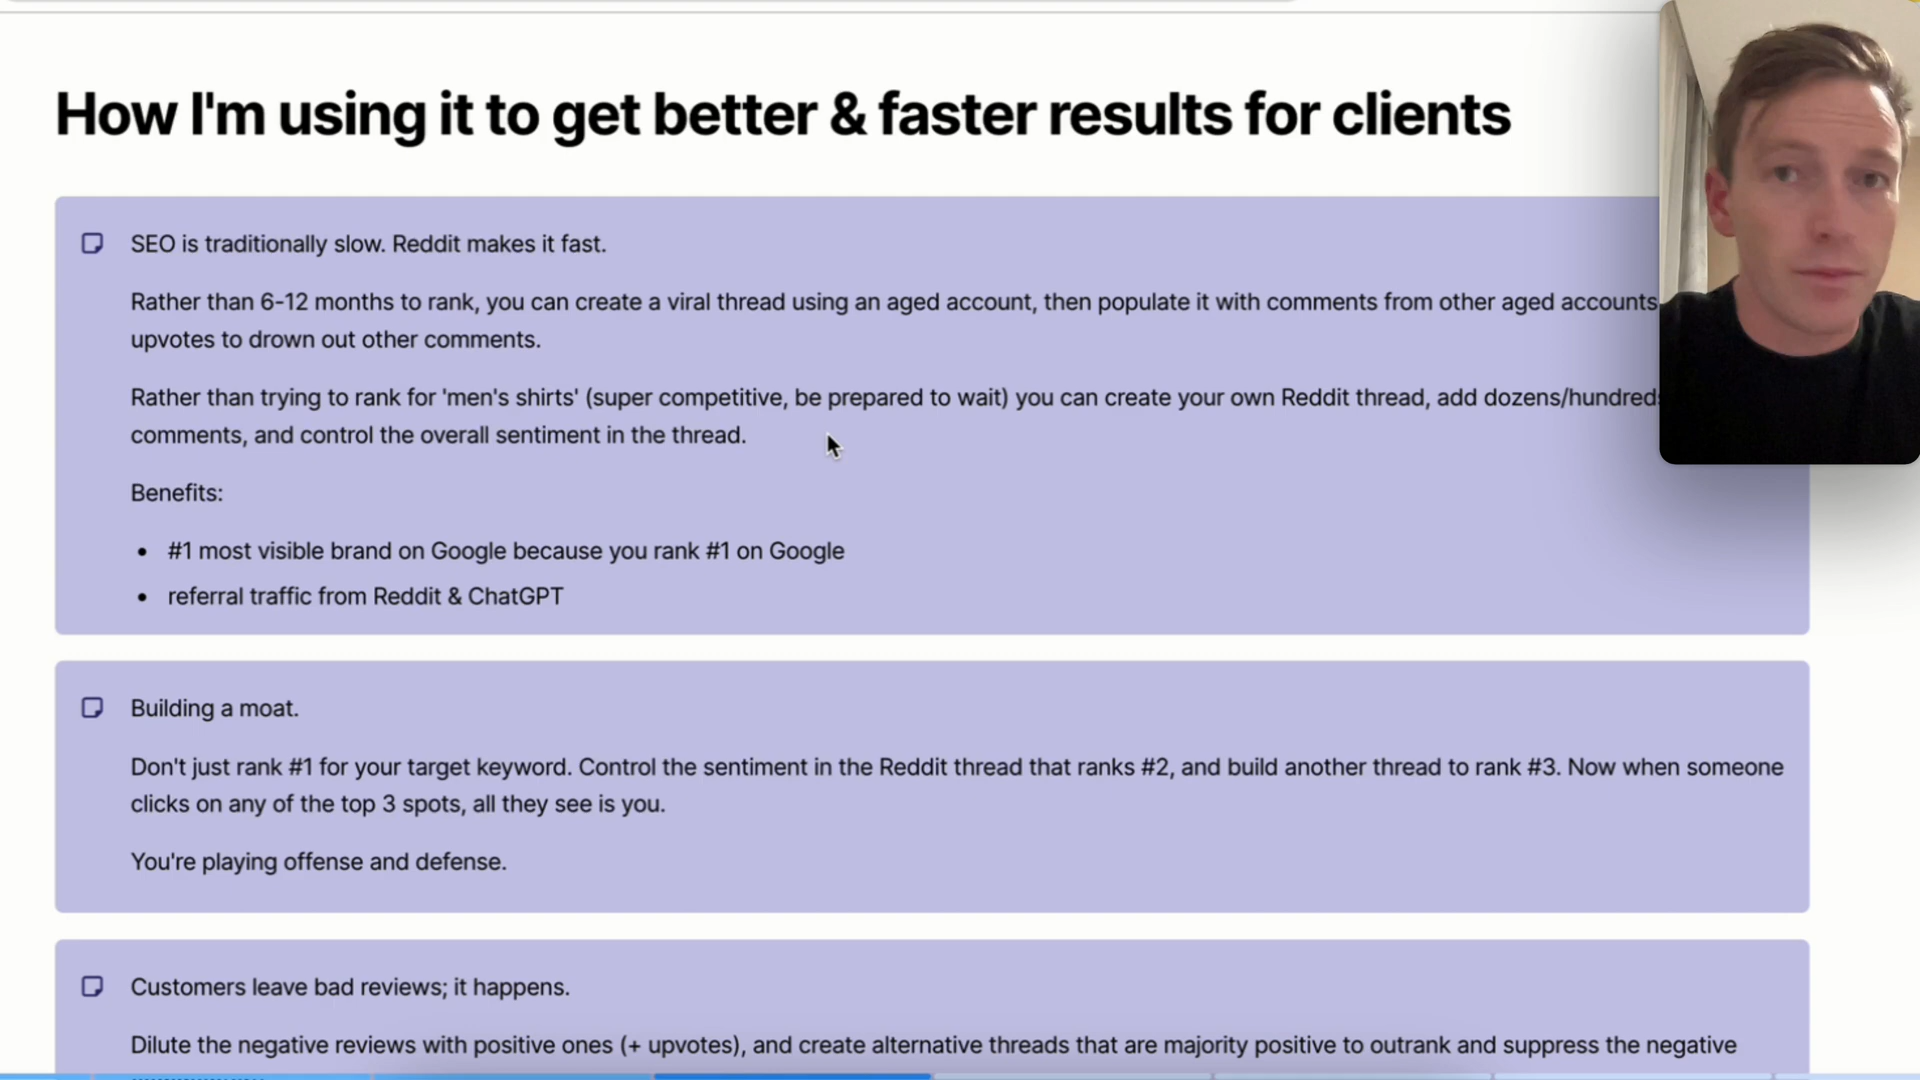 How I'm using it to get better & faster results for clients
SEO is traditionally slow. Reddit makes it fast.
Rather than 6-12 months to rank, you can create a viral thread using an aged account, then populate it with comments from other aged accounts
upvotes to drown out other comments.
Rather than trying to rank for 'men's shirts' (super competitive, be prepared to wait) you can create your own Reddit thread, add dozens/hundreds
comments, and control the overall sentiment in the thread.
Benefits:
• #1 most visible brand on Google because you rank #1 on Google
• referral traffic from Reddit & ChatGPT
Building a moat.
Don't just rank #1 for your target keyword. Control the sentiment in the Reddit thread that ranks #2, and build another thread to rank #3. Now when someone
clicks on any of the top 3 spots, all they see is you.
You're playing offense and defense.
Customers leave bad reviews; it happens.
Dilute the negative reviews with positive ones (+ upvotes), and create alternative threads that are majority positive to outrank and suppress the negative